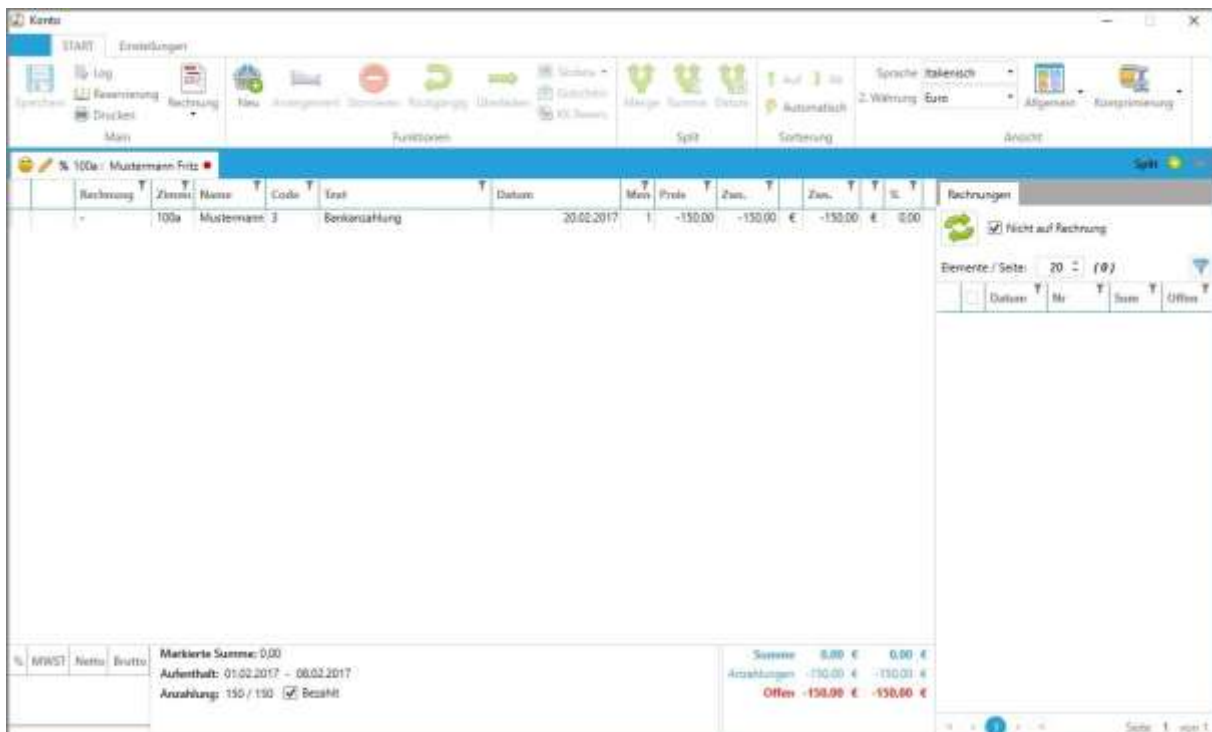 Konto
START Einstellungen
Speichern Log Reservierung Drucken Rechnung
Neu Arrangement Stornieren Rückgängig Überleiten Gutschein
Merge Summe Datum
Auf Ab Automatisch
Sprache Italienisch
2. Währung Euro
Allgemein Komprimierung
Main Funktionen Split Sortierung Ansicht
% 100a : Mustermann Fritz Split
Rechnung Zimm Name Code Text Datum Men Preis Zws. Zws. %
- 100a Mustermann 3 Bankanzahlung 20.02.2017 1 -150,00 -150,00 € -150,00 € 0,00
Rechnungen
Nicht auf Rechnung
Elemente / Seite: 20 ( 0 )
Datum Nr Sum Offen
% MWST Netto Brutto
Markierte Summe: 0,00
Aufenthalt: 01.02.2017 - 08.02.2017
Anzahlung: 150 / 150 Bezahlt
Summe 0,00 € 0,00 €
Anzahlungen -150,00 € -150,00 €
Offen -150,00 € -150,00 €
1 Seite 1 von 1